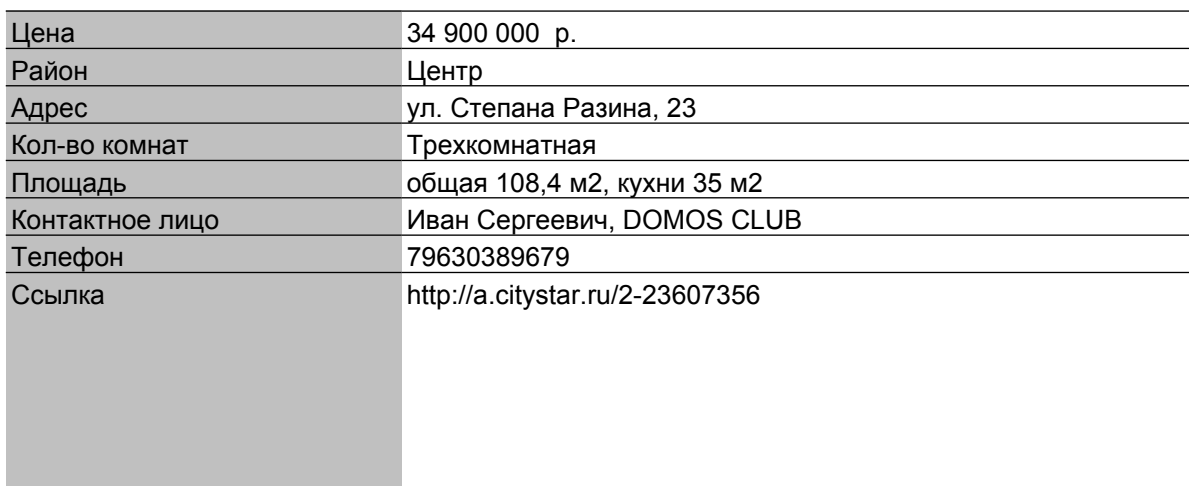 Цена 34 900 000 р.
Район Центр
Адрес ул. Степана Разина, 23
Кол-во комнат Трехкомнатная
Площадь общая 108,4 м2, кухни 35 м2
Контактное лицо Иван Сергеевич, DOMOS CLUB
Телефон 79630389679
Ссылка http://a.citystar.ru/2-23607356